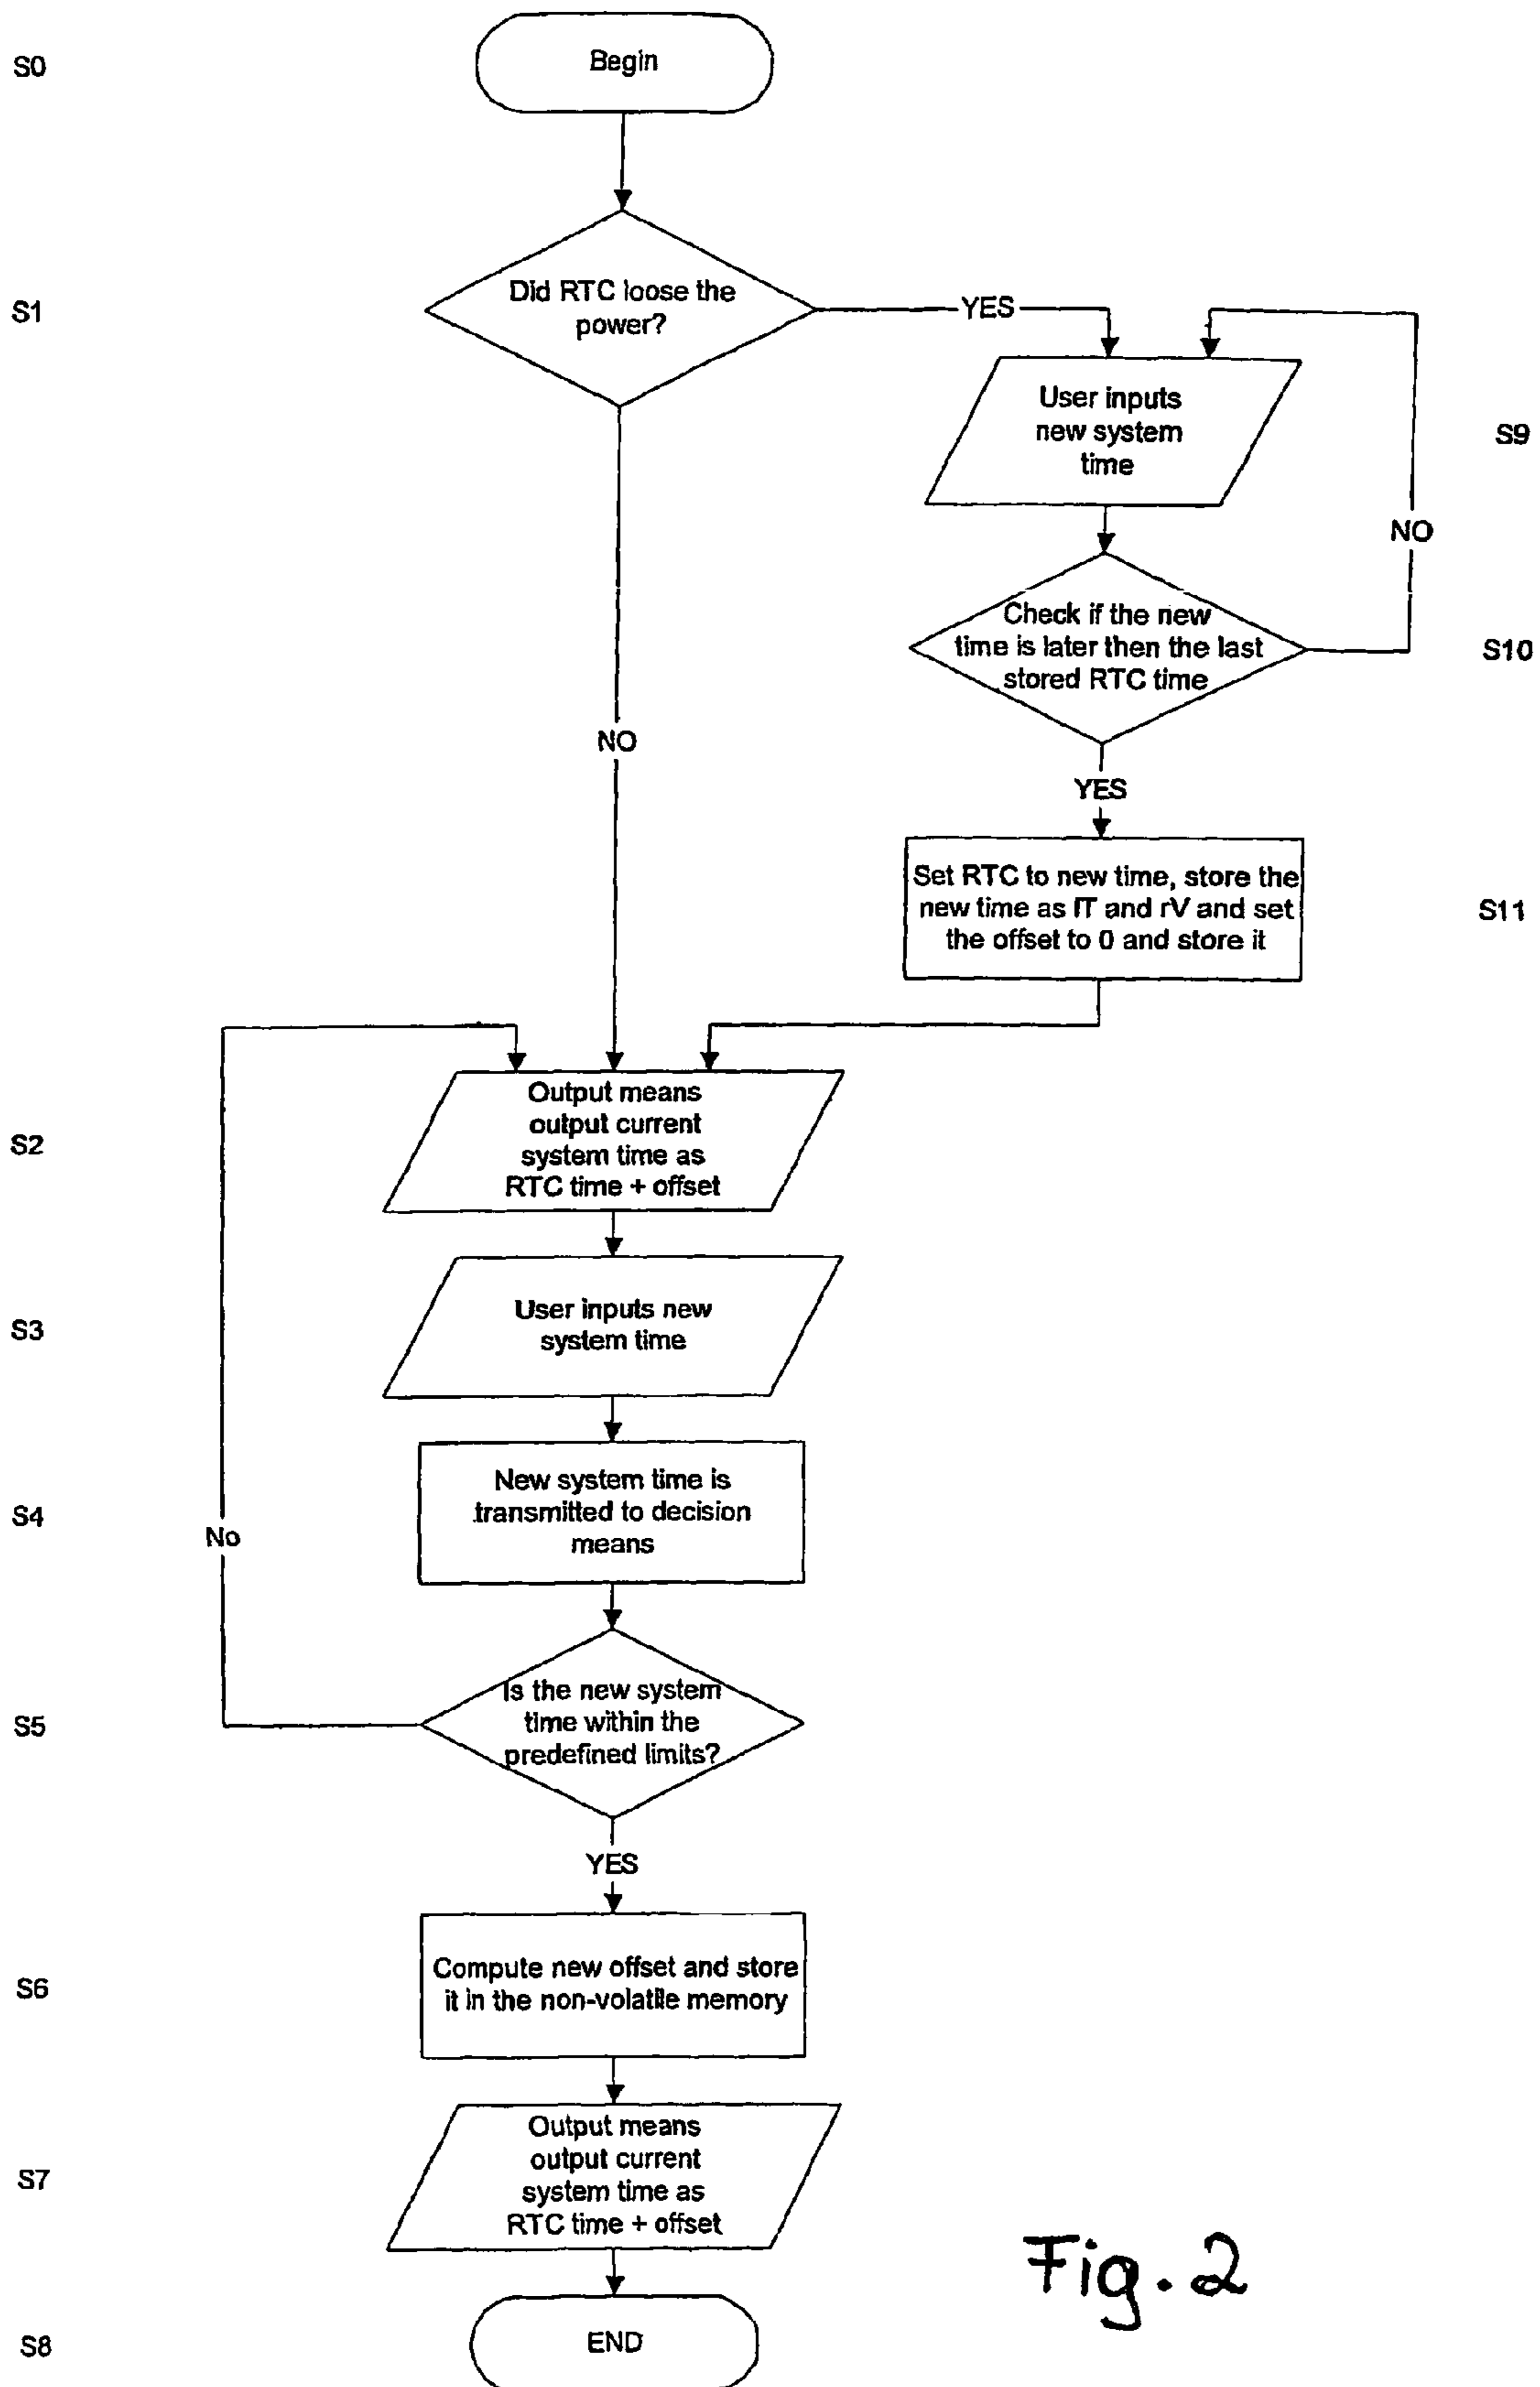 S0
Begin
S1
Did RTC loose the
power?
YES
User inputs
new system
time
S9
NO
Check if the new
time is later then the last
stored RTC time
S10
NO
YES
Set RTC to new time, store the
new time as lT and rV and set
the offset to 0 and store it
S11
S2
Output means
output current
system time as
RTC time + offset
S3
User inputs new
system time
S4
New system time is
transmitted to decision
means
No
S5
Is the new system
time within the
predefined limits?
YES
S6
Compute new offset and store
it in the non-volatile memory
S7
Output means
output current
system time as
RTC time + offset
Fig. 2
S8
END